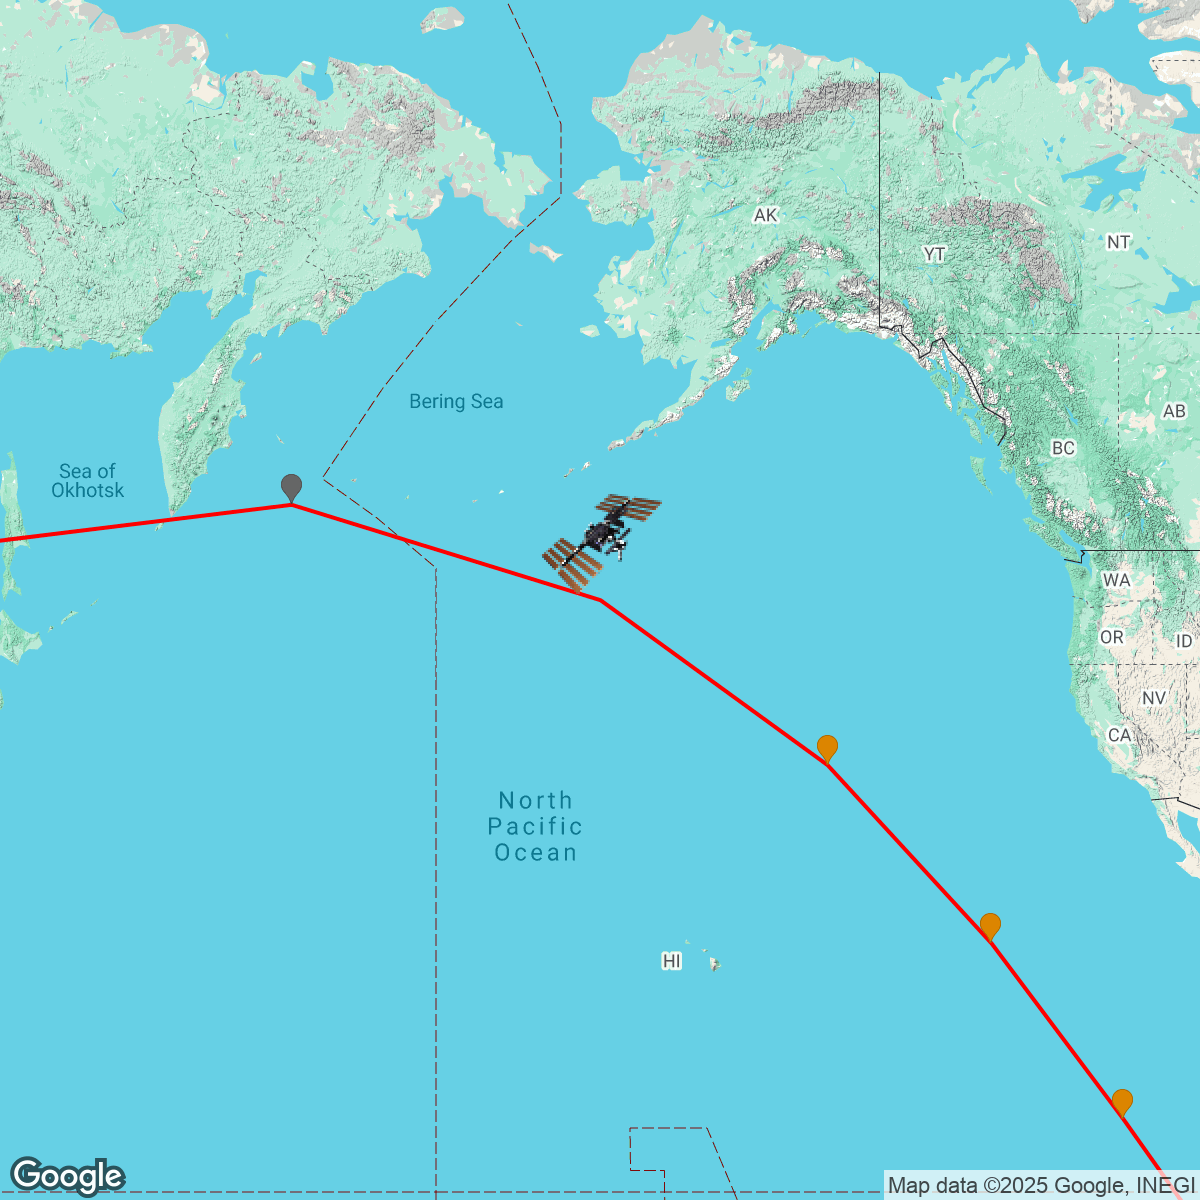 AK
YT
NT
Bering Sea
AB
BC
Sea of
Okhotsk
WA
OR
ID
NV
CA
North
Pacific
Ocean
HI
Google
Map data ©2025 Google, INEGI